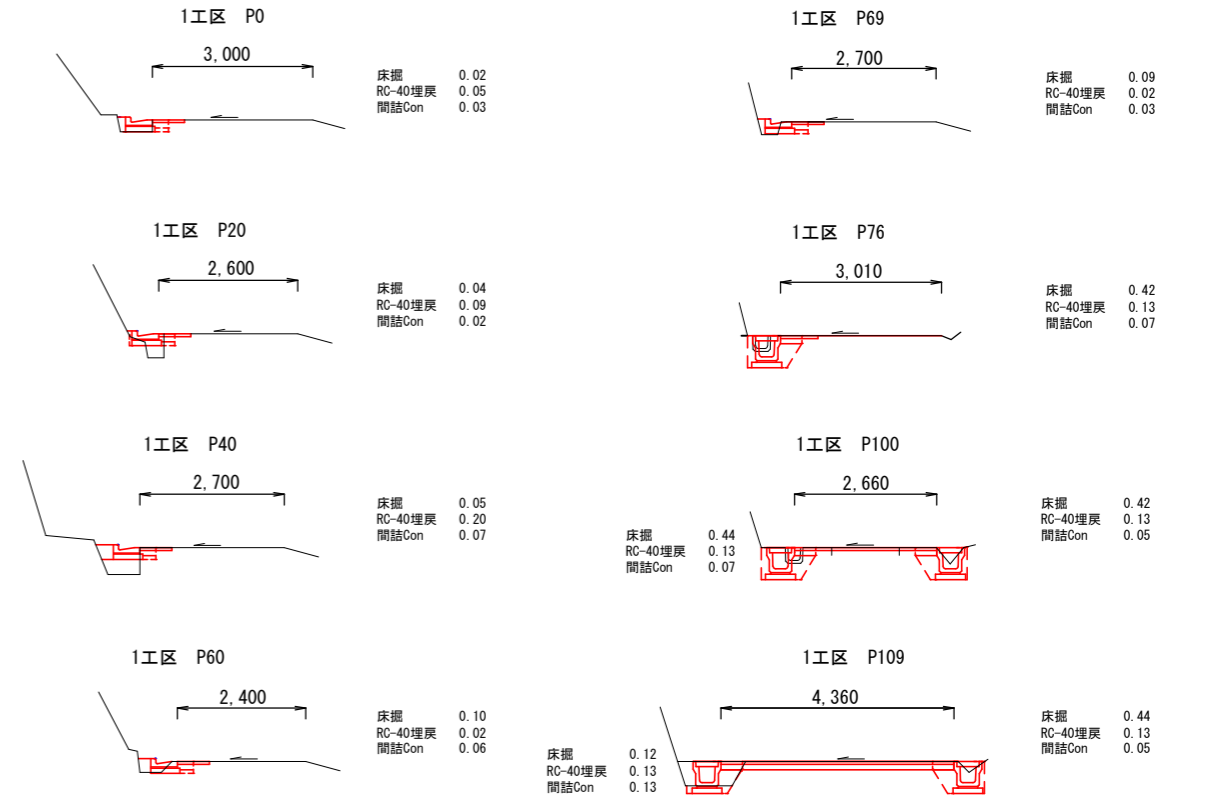 1工区 P0
3,000
床掘 0.02
RC-40埋戻 0.05
間詰Con 0.03
1工区 P20
2,600
床掘 0.04
RC-40埋戻 0.09
間詰Con 0.02
1工区 P40
2,700
床掘 0.05
RC-40埋戻 0.20
間詰Con 0.07
1工区 P60
2,400
床掘 0.10
RC-40埋戻 0.02
間詰Con 0.06
1工区 P69
2,700
床掘 0.09
RC-40埋戻 0.02
間詰Con 0.03
1工区 P76
3,010
床掘 0.42
RC-40埋戻 0.13
間詰Con 0.07
1工区 P100
2,660
床掘 0.44
RC-40埋戻 0.13
間詰Con 0.07
床掘 0.42
RC-40埋戻 0.13
間詰Con 0.05
1工区 P109
4,360
床掘 0.12
RC-40埋戻 0.13
間詰Con 0.13
床掘 0.44
RC-40埋戻 0.13
間詰Con 0.05